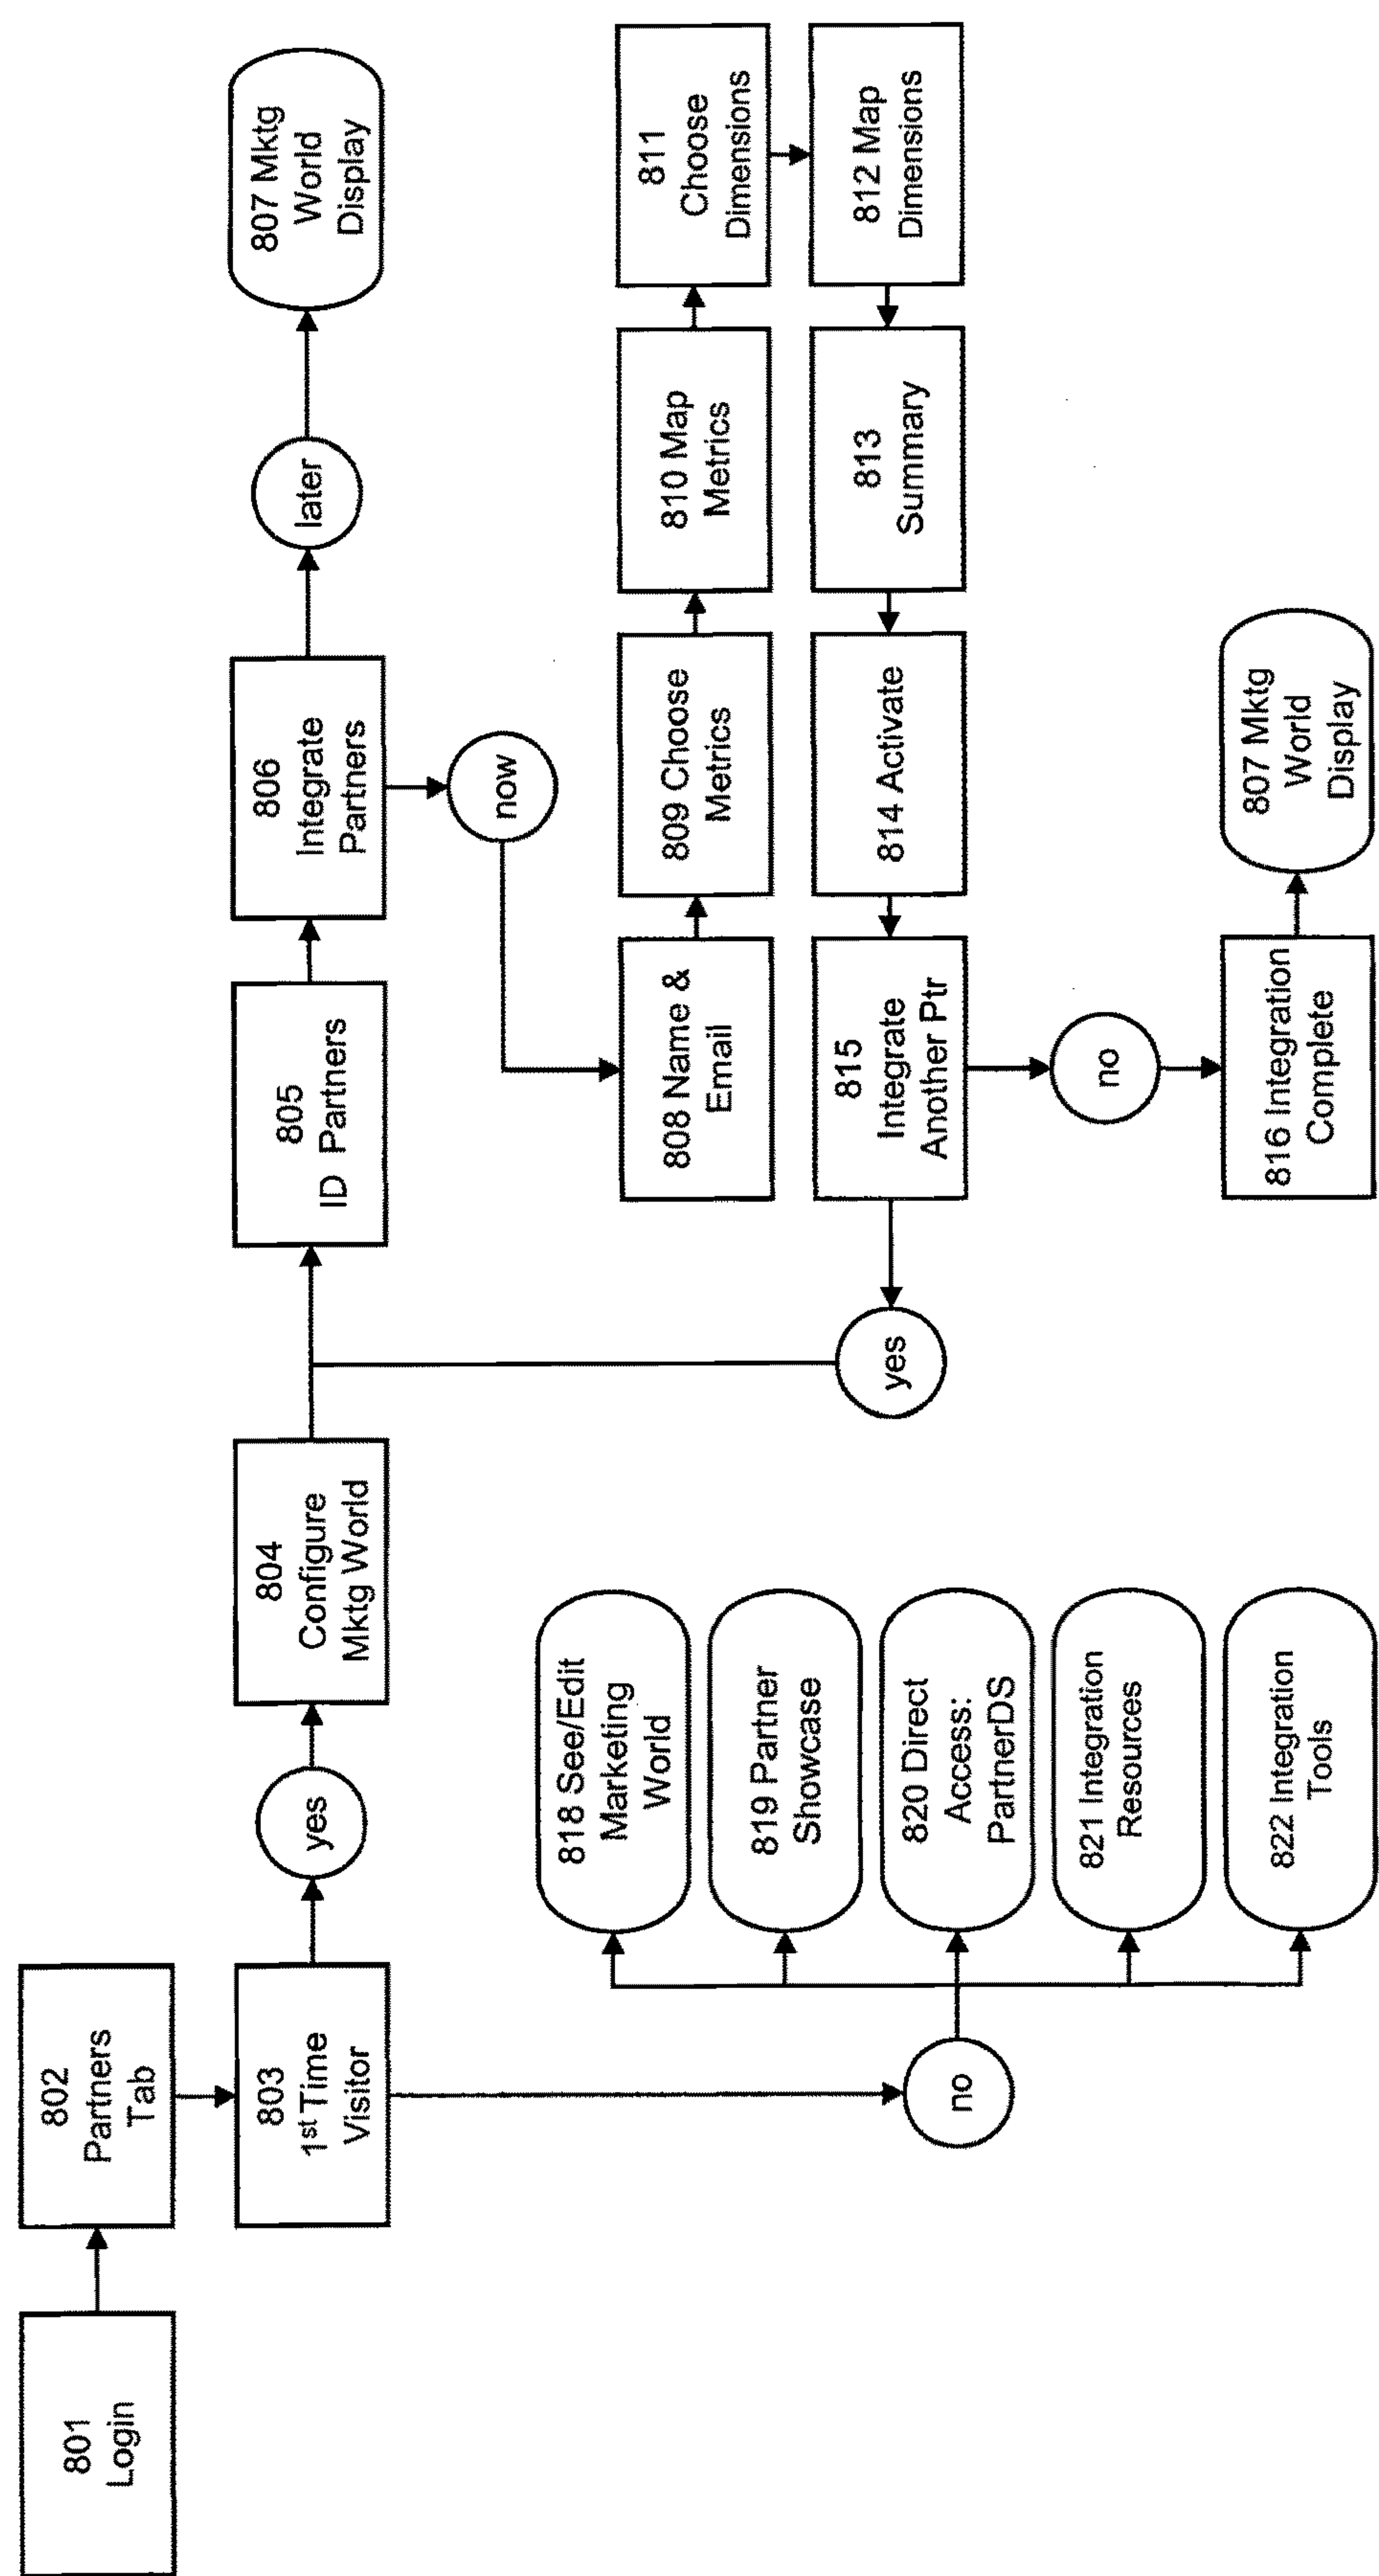 801
Login
802
Partners
Tab
803
1st Time
Visitor
yes
804
Configure
Mktg World
805
ID Partners
806
Integrate
Partners
later
807 Mktg
World
Display
now
808 Name &
Email
809 Choose
Metrics
810 Map
Metrics
811
Choose
Dimensions
812 Map
Dimensions
813
Summary
814 Activate
815
Integrate
Another Ptr
yes
no
816 Integration
Complete
807 Mktg
World
Display
no
818 See/Edit
Marketing
World
819 Partner
Showcase
820 Direct
Access:
PartnerDS
821 Integration
Resources
822 Integration
Tools